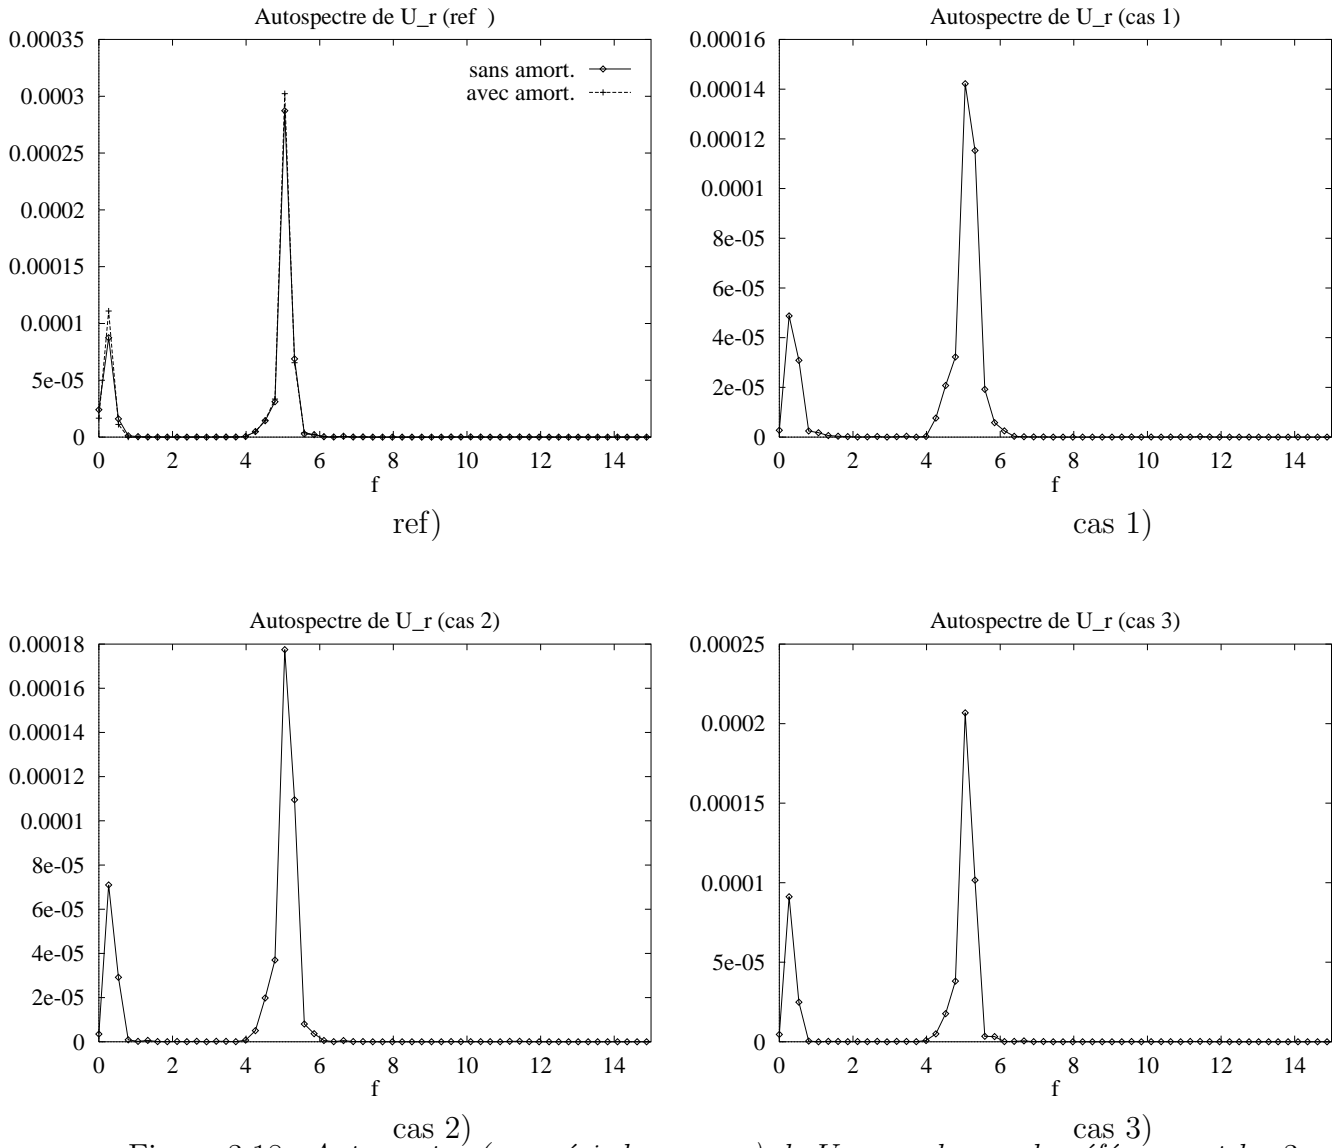 Autospectre de U_r (ref )
0.00035
0.0003
0.00025
0.0002
0.00015
0.0001
5e-05
0
sans amort.
avec amort.
0 2 4 6 8 10 12 14
f
ref)
Autospectre de U_r (cas 1)
0.00016
0.00014
0.00012
0.0001
8e-05
6e-05
4e-05
2e-05
0
0 2 4 6 8 10 12 14
f
cas 1)
Autospectre de U_r (cas 2)
0.00018
0.00016
0.00014
0.00012
0.0001
8e-05
6e-05
4e-05
2e-05
0
0 2 4 6 8 10 12 14
f
cas 2)
Autospectre de U_r (cas 3)
0.00025
0.0002
0.00015
0.0001
5e-05
0
0 2 4 6 8 10 12 14
f
cas 3)